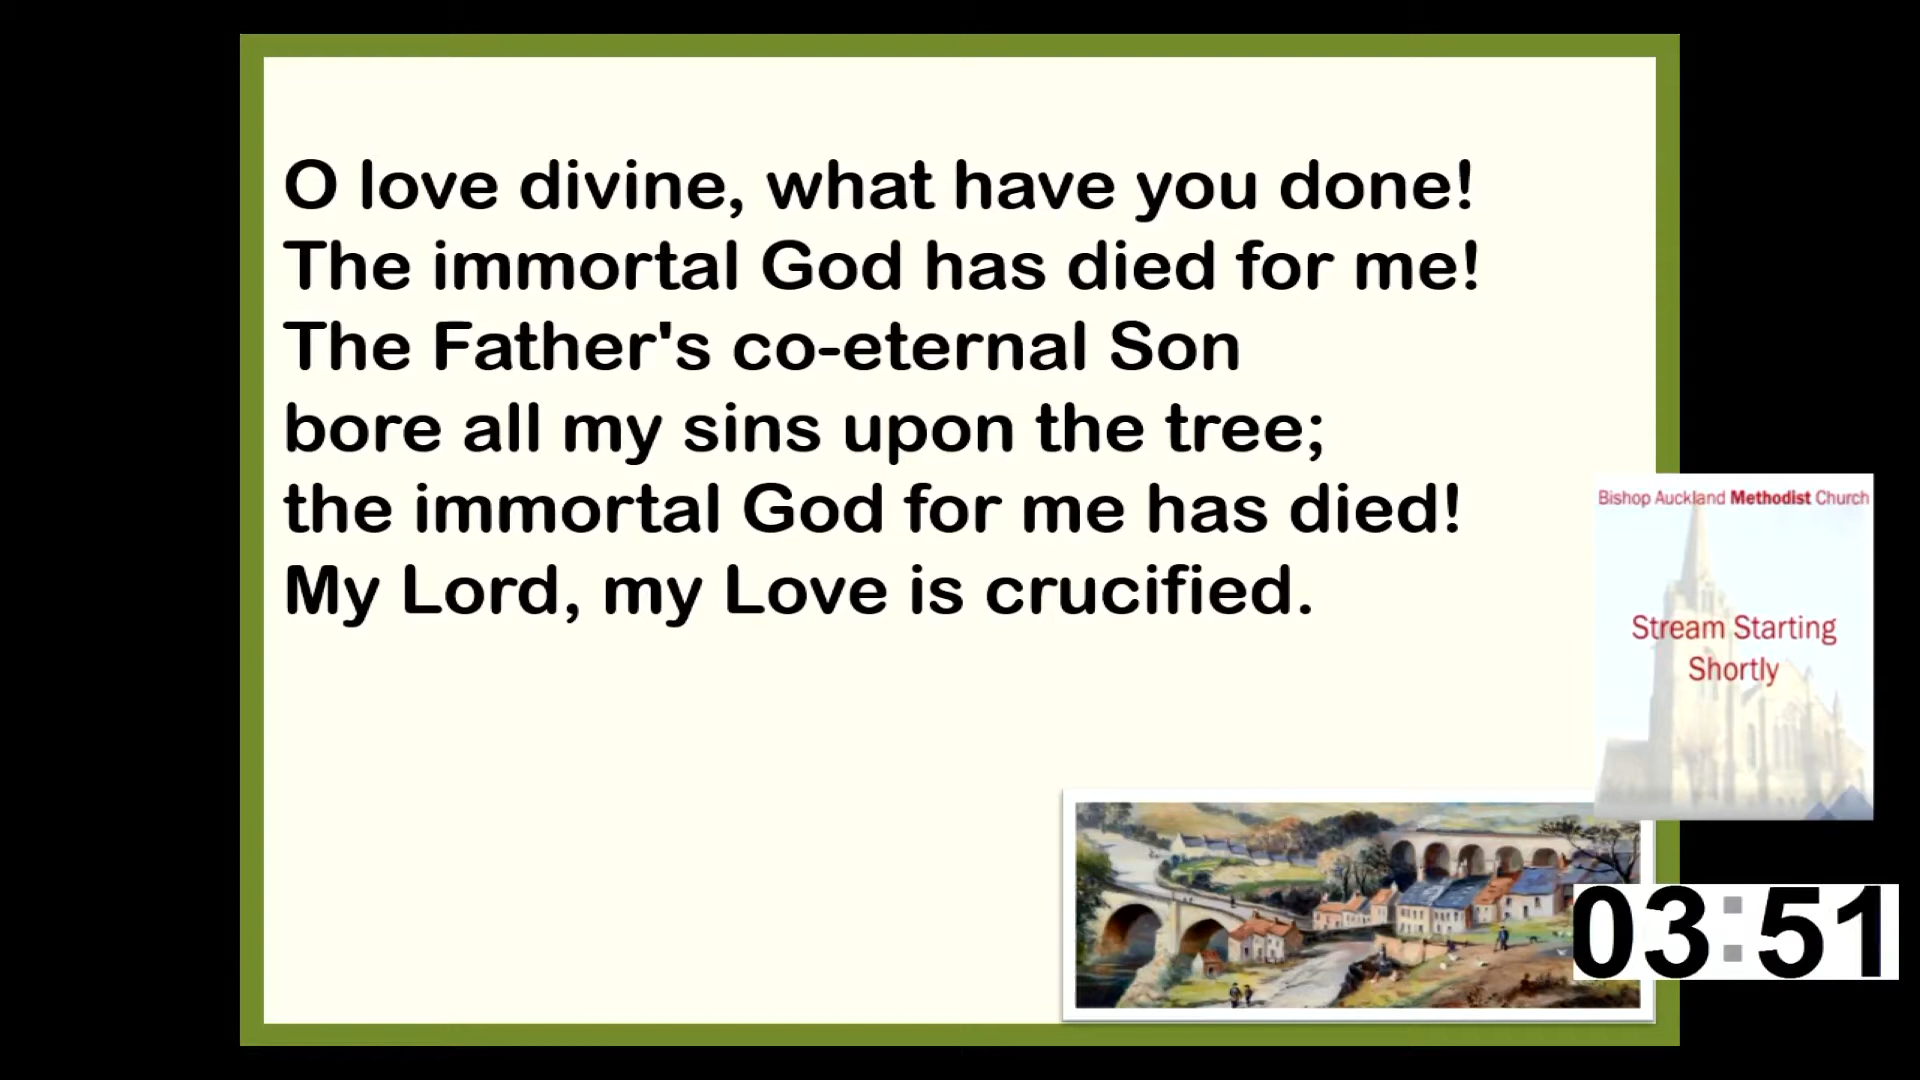 O love divine, what have you done!
The immortal God has died for me!
The Father's co-eternal Son
bore all my sins upon the tree;
the immortal God for me has died!
My Lord, my Love is crucified.
Bishop Auckland Methodist Church
Stream Starting
Shortly
03:51